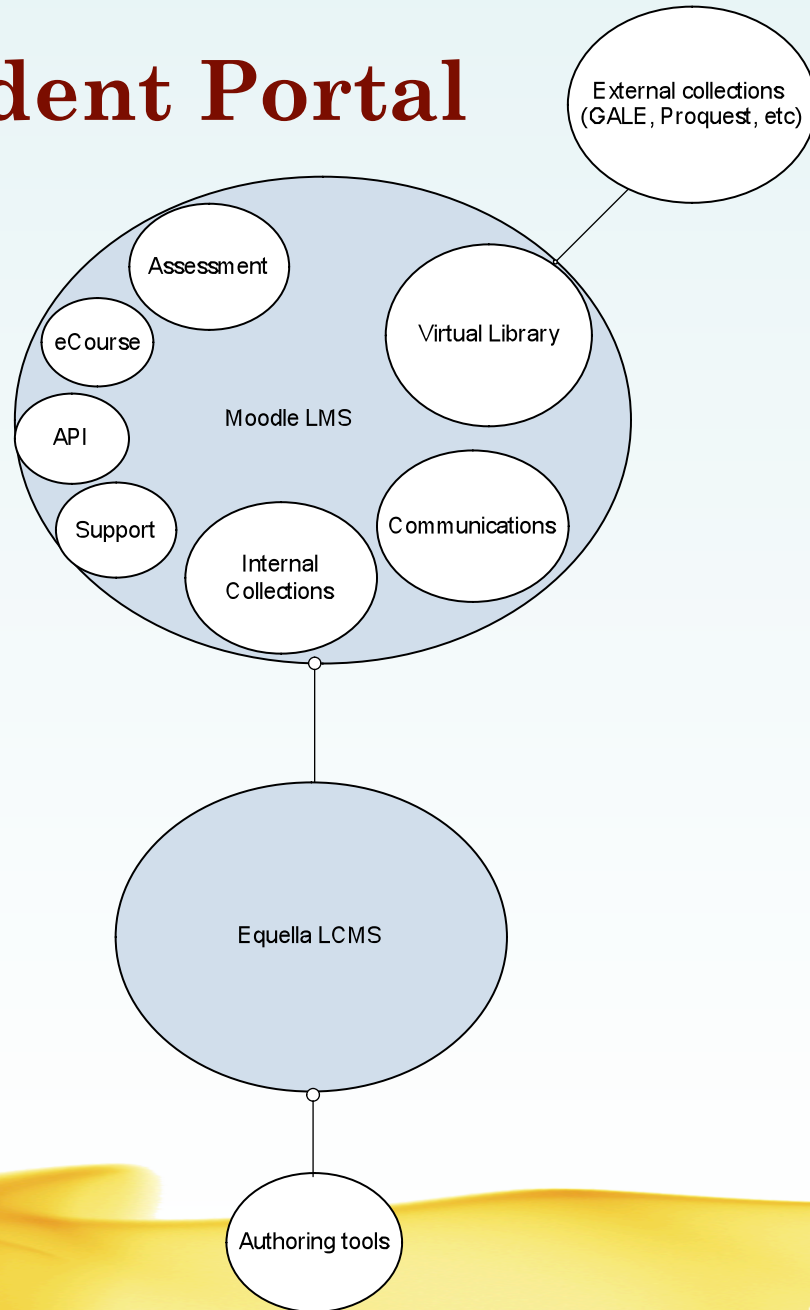 dent Portal
External collections
(GALE, Proquest, etc)
Assessment
eCourse
Virtual Library
Moodle LMS
API
Support
Communications
Internal
Collections
Equella LCMS
Authoring tools